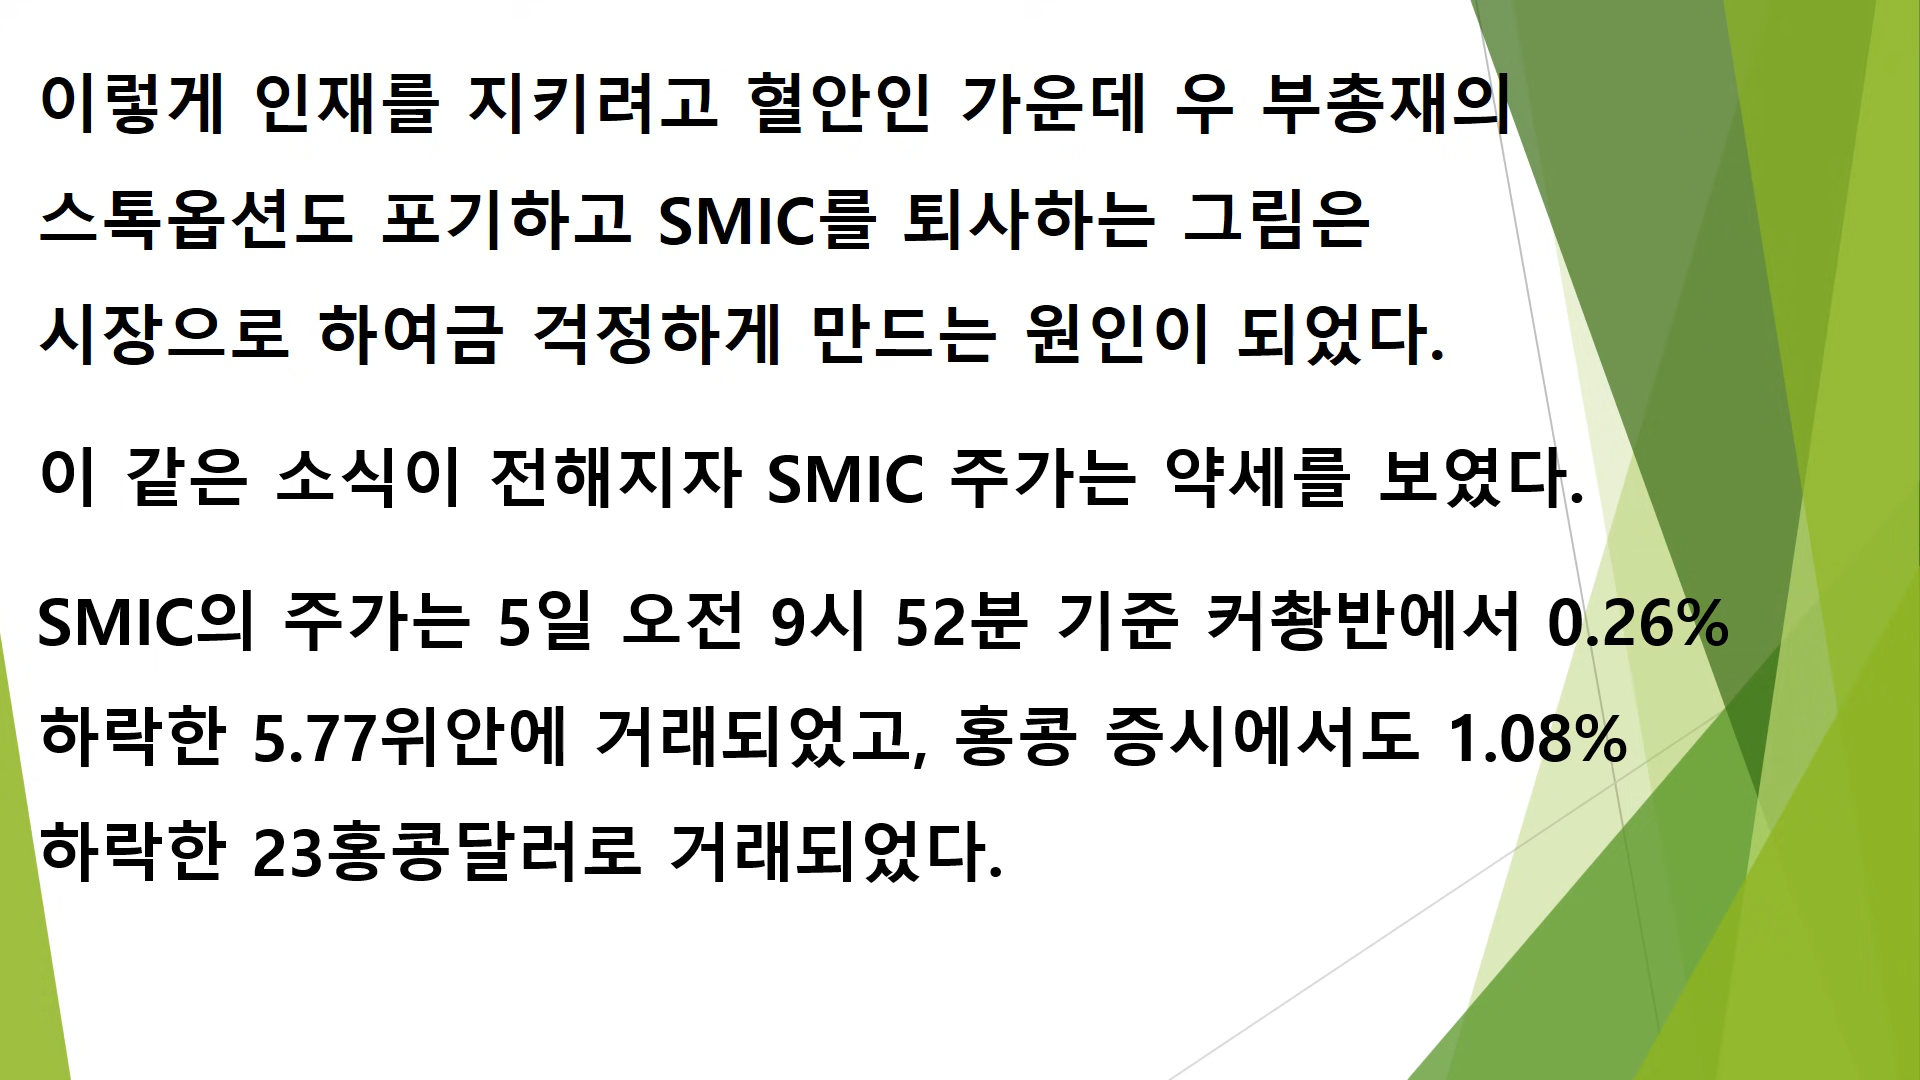 이렇게 인재를 지키려고 혈안인 가운데 우 부총재의
스톡옵션도 포기하고 SMIC를 퇴사하는 그림은
시장으로 하여금 걱정하게 만드는 원인이 되었다.
이 같은 소식이 전해지자 SMIC 주가는 약세를 보였다.
SMIC의 주가는 5일 오전 9시 52분 기준 커촹반에서 0.26%
하락한 5.77위안에 거래되었고, 홍콩 증시에서도 1.08%
하락한 23홍콩달러로 거래되었다.